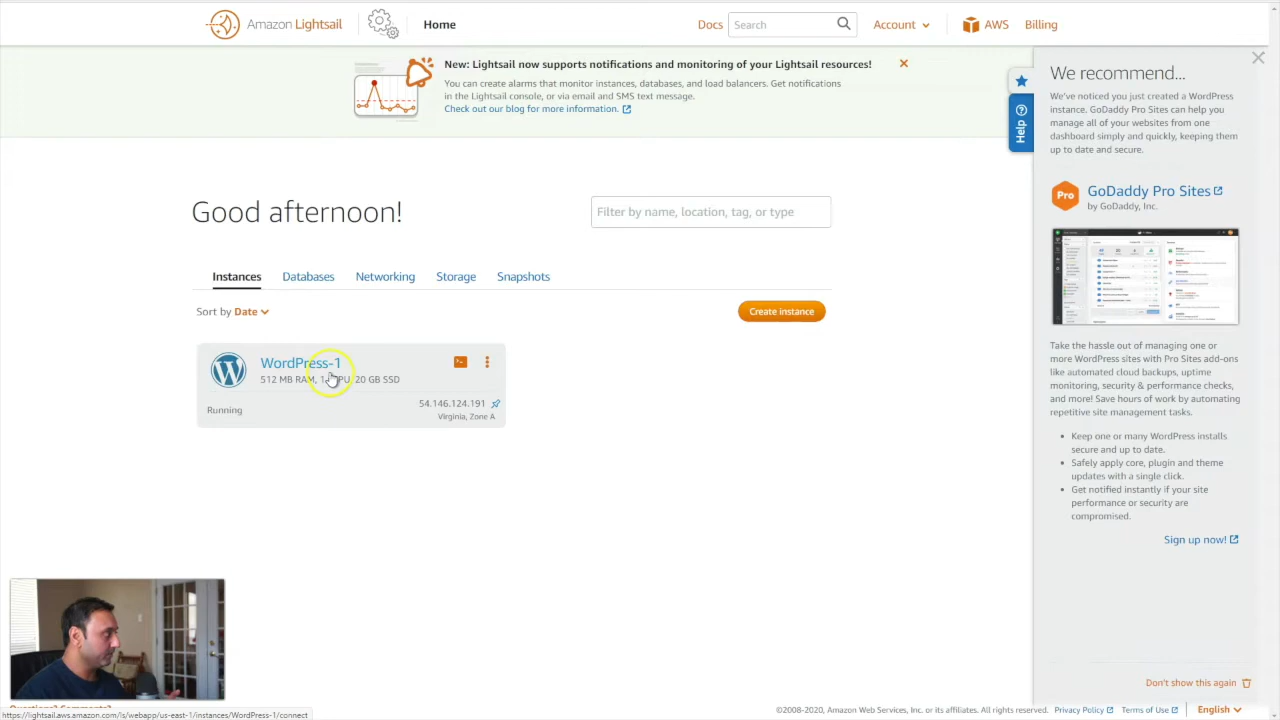 Amazon Lightsail
Home
Docs
Search
Account
AWS
Billing
New: Lightsail now supports notifications and monitoring of your Lightsail resources!
You can create alarms that monitor instances, databases, and load balancers. Get notifications
in the Lightsail console, or via email and SMS text message.
Check out our blog for more information.
Good afternoon!
Filter by name, location, tag, or type
Instances
Databases
Networking
Storage
Snapshots
Sort by Date
Create instance
WordPress-1
512 MB RAM, 20 GB SSD
Running
54.146.124.191
Virginia, Zone A
Help
We recommend...
We've noticed you just created a WordPress
instance. GoDaddy Pro Sites can help you
manage all of your websites from one
dashboard simply and quickly, keeping them
up to date and secure.
Pro
GoDaddy Pro Sites
by GoDaddy, Inc.
Take the hassle out of managing one or
more WordPress sites with Pro Sites add-ons
like automated cloud backups, uptime
monitoring, security & performance checks,
and more! Save hours of work by automating
repetitive site management tasks.
• Keep one or many WordPress installs
secure and up to date.
• Safely apply core, plugin and theme
updates with a single click.
• Get notified instantly if your site
performance or security are
compromised.
Sign up now!
Don't show this again
Questions? Comments?
https://lightsail.aws.amazon.com/ls/webapp/us-east-1/instances/WordPress-1/connect
©2008-2020, Amazon Web Services, Inc. or its affiliates. All rights reserved.
Privacy Policy
Terms of Use
English